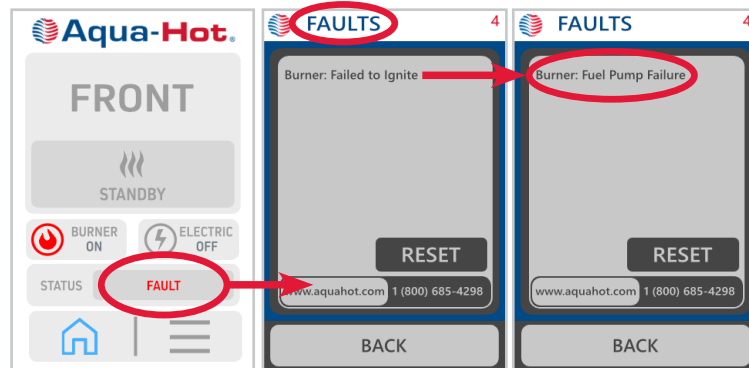 Aqua-Hot.
FRONT
STANDBY
BURNER
ON
ELECTRIC
OFF
STATUS
FAULT
FAULTS
4
Burner: Failed to Ignite
RESET
www.aquahot.com
1 (800) 685-4298
BACK
FAULTS
4
Burner: Fuel Pump Failure
RESET
www.aquahot.com
1 (800) 685-4298
BACK